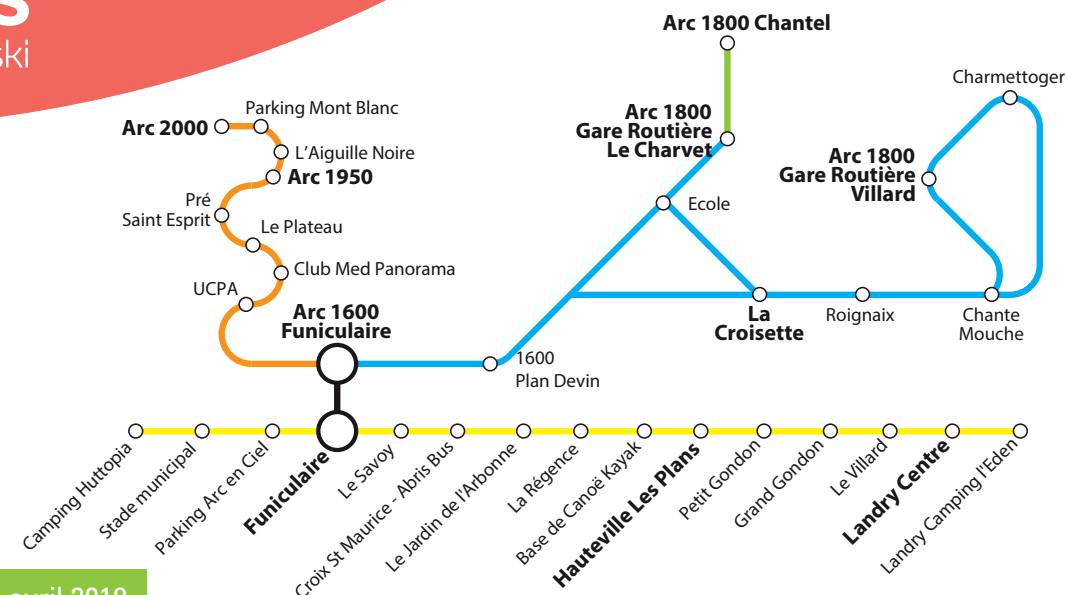 ski
Arc 1800 Chantel
Charmettoger
Parking Mont Blanc
Arc 2000
Arc 1800
Gare Routière
Le Charvet
L'Aiguille Noire
Arc 1950
Arc 1800
Gare Routière
Villard
Pré
Saint Esprit
Ecole
Le Plateau
Club Med Panorama
UCPA
Arc 1600
Funiculaire
La
Croisette
Roignaix
Chante
Mouche
1600
Plan Devin
Camping Huttopia
Stade municipal
Parking Arc en Ciel
Funiculaire
Le Savoy
Croix St Maurice - Abris Bus
Le Jardin de l'Arbonne
La Régence
Base de Canoë Kayak
Hauteville Les Plans
Petit Gondon
Grand Gondon
Le Villard
Landry Centre
Landry Camping l'Eden
avril 2019